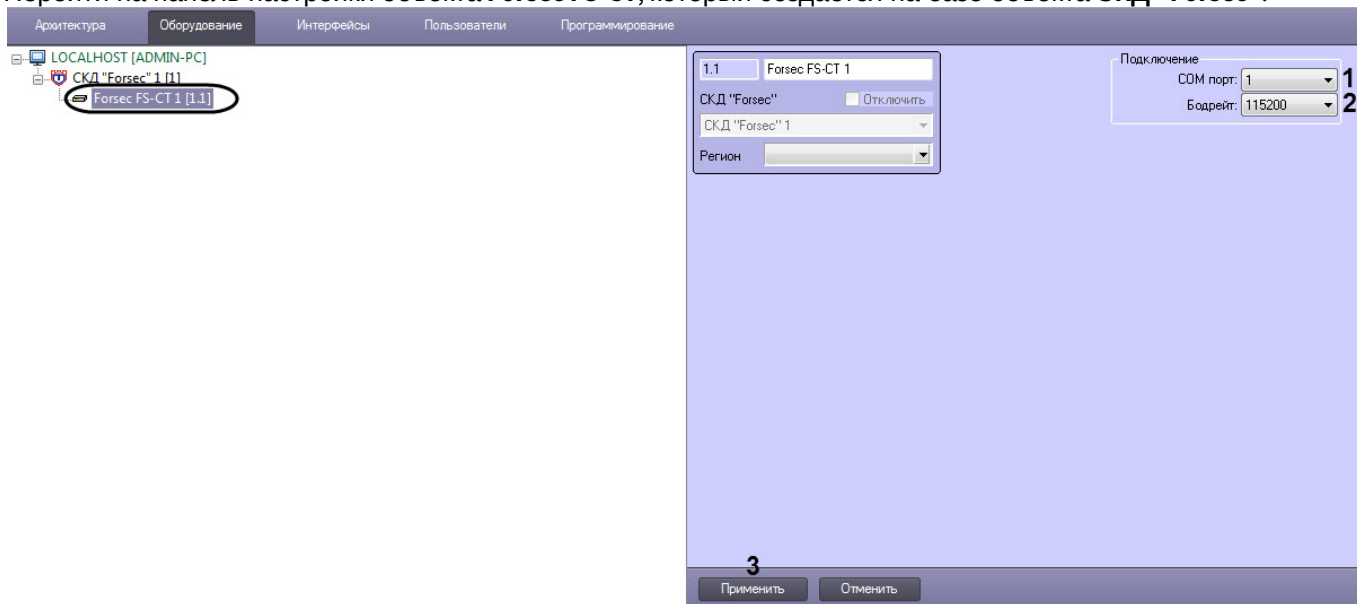 Архитектура Оборудование Интерфейсы Пользователи Программирование
LOCALHOST [ADMIN-PC]
СКД "Forsec" 1 [1]
Forsec FS-CT 1 [1.1]
1.1 Forsec FS-CT 1
СКД "Forsec" Отключить
СКД "Forsec" 1
Регион
Подключение
COM порт: 1 1
Бодрейт: 115200 2
3
Применить Отменить